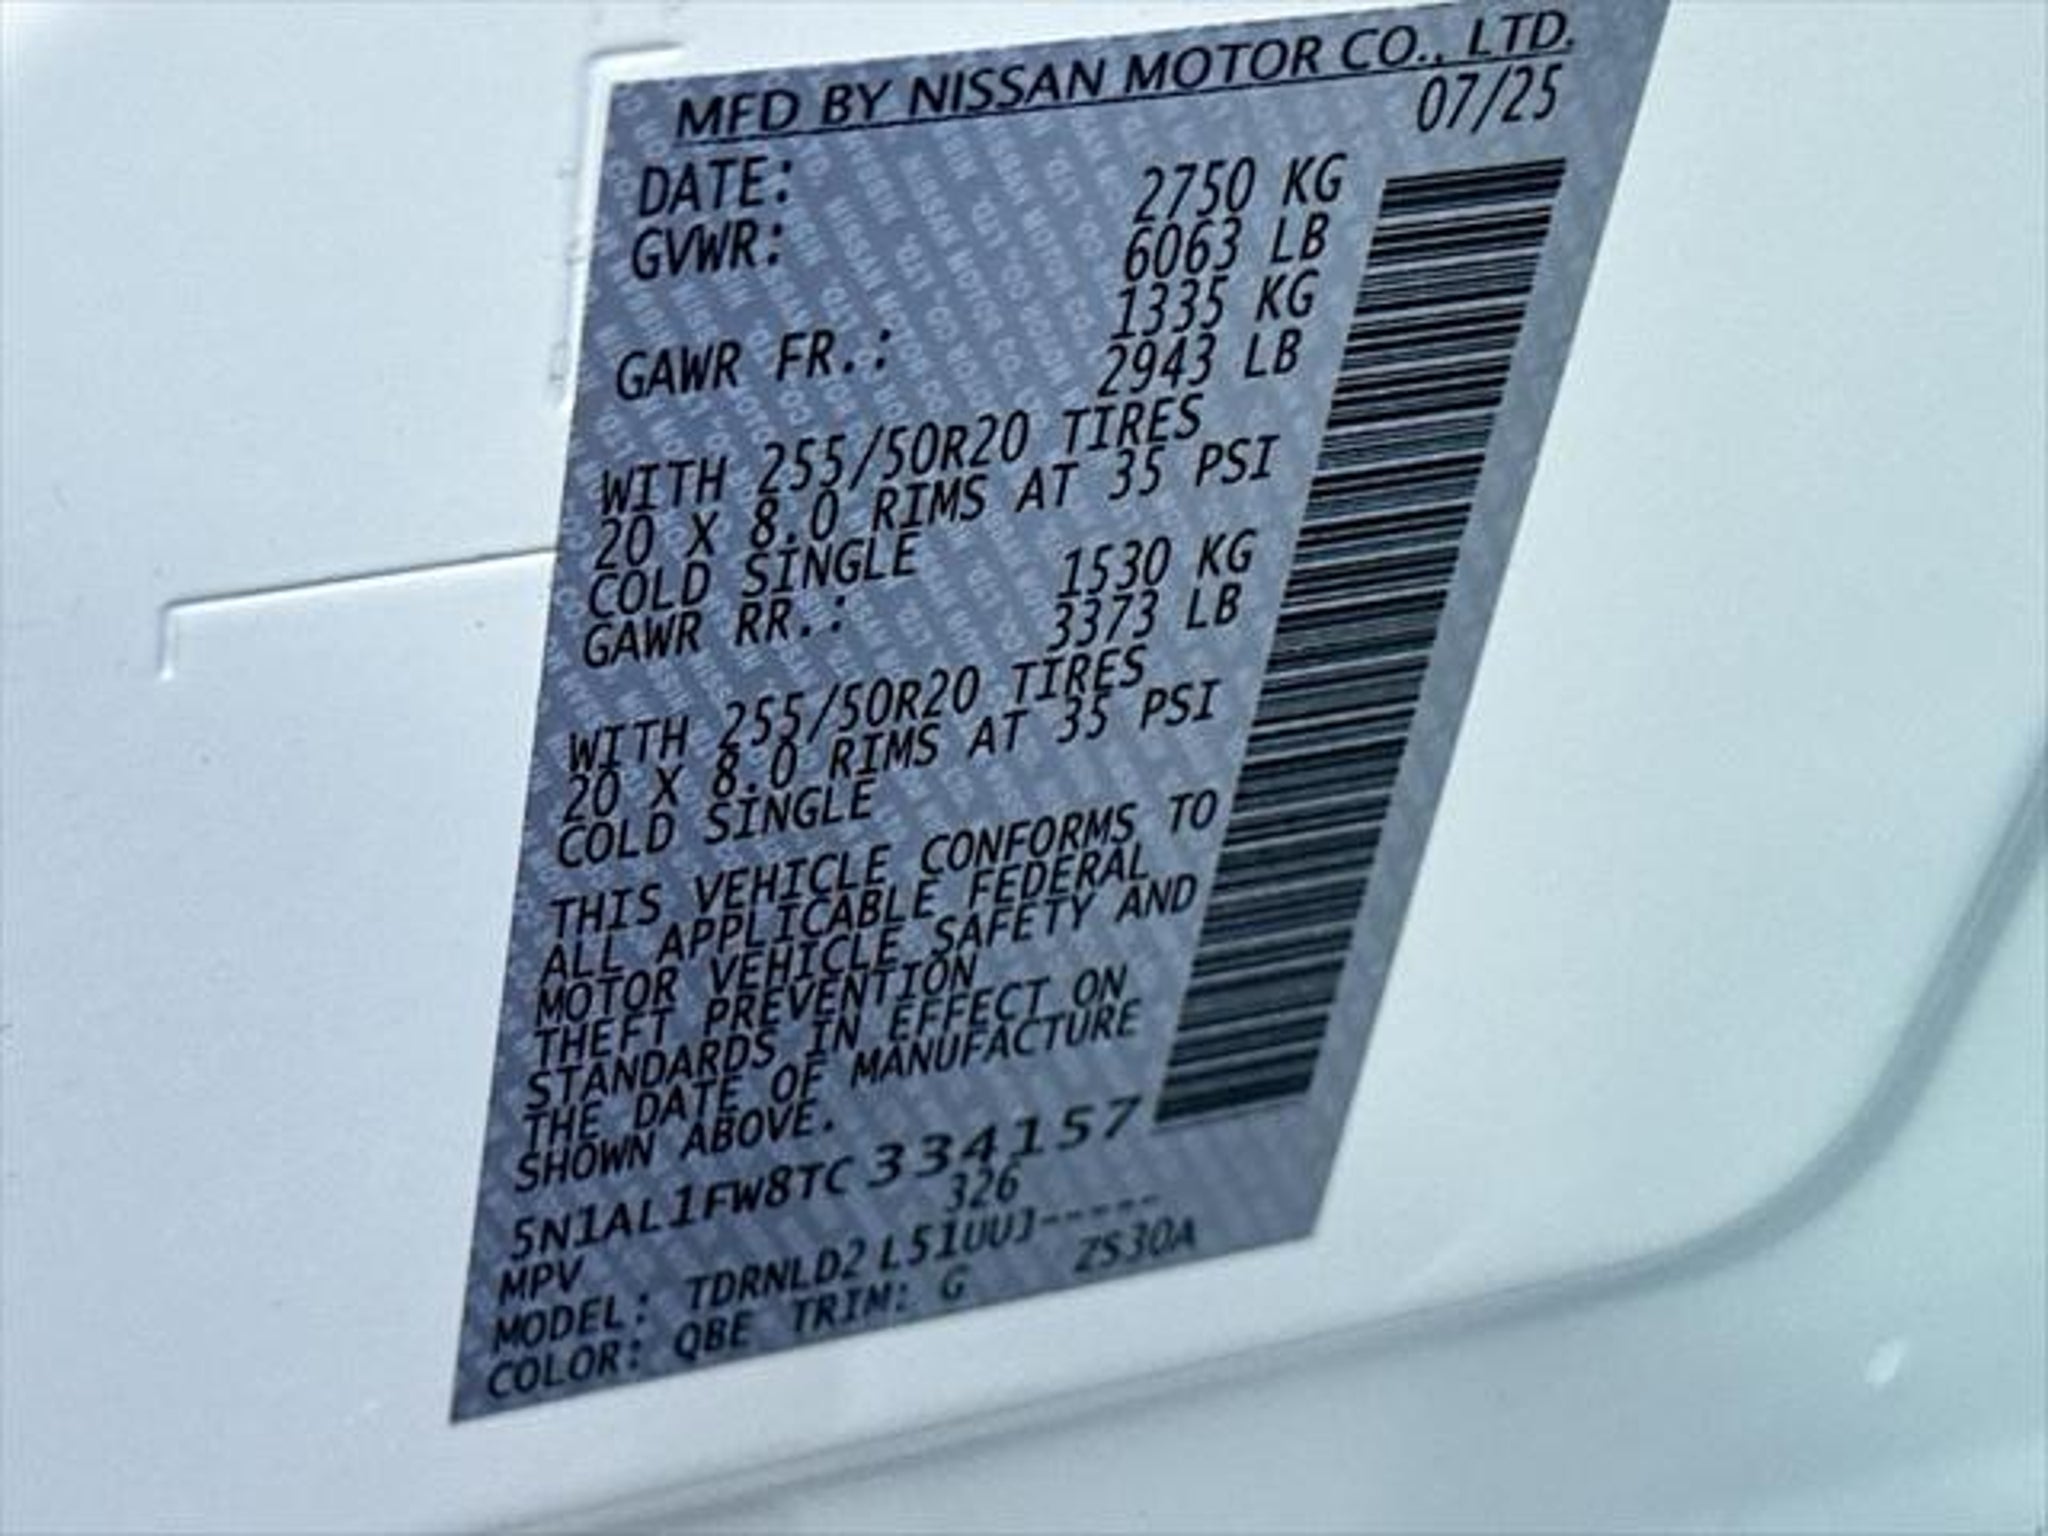 MFD BY NISSAN MOTOR CO., LTD.
DATE: 07/25
GVWR: 2750 KG
6063 LB
GAWR FR.: 1335 KG
2943 LB
WITH 255/50R20 TIRES
20 X 8.0 RIMS AT 35 PSI
COLD SINGLE
GAWR RR.: 1530 KG
3373 LB
WITH 255/50R20 TIRES
20 X 8.0 RIMS AT 35 PSI
COLD SINGLE
THIS VEHICLE CONFORMS TO
ALL APPLICABLE FEDERAL
MOTOR VEHICLE SAFETY AND
THEFT PREVENTION
STANDARDS IN EFFECT ON
THE DATE OF MANUFACTURE
SHOWN ABOVE.
5N1AL1FW8TC334157
MPV 326
MODEL: TDRNLD2 L51UUJ-----
COLOR: QBE TRIM: G ZS30A